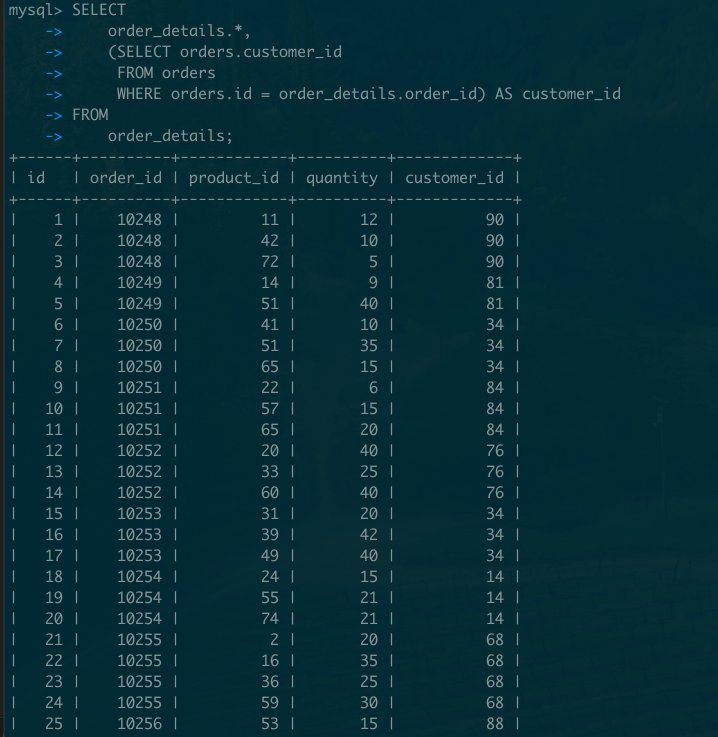 mysql> SELECT
    ->     order_details.*,
    ->     (SELECT orders.customer_id
    ->      FROM orders
    ->      WHERE orders.id = order_details.order_id) AS customer_id
    -> FROM
    ->     order_details;
+------+----------+------------+----------+-------------+
| id   | order_id | product_id | quantity | customer_id |
+------+----------+------------+----------+-------------+
|    1 |    10248 |         11 |       12 |          90 |
|    2 |    10248 |         42 |       10 |          90 |
|    3 |    10248 |         72 |        5 |          90 |
|    4 |    10249 |         14 |        9 |          81 |
|    5 |    10249 |         51 |       40 |          81 |
|    6 |    10250 |         41 |       10 |          34 |
|    7 |    10250 |         51 |       35 |          34 |
|    8 |    10250 |         65 |       15 |          34 |
|    9 |    10251 |         22 |        6 |          84 |
|   10 |    10251 |         57 |       15 |          84 |
|   11 |    10251 |         65 |       20 |          84 |
|   12 |    10252 |         20 |       40 |          76 |
|   13 |    10252 |         33 |       25 |          76 |
|   14 |    10252 |         60 |       40 |          76 |
|   15 |    10253 |         31 |       20 |          34 |
|   16 |    10253 |         39 |       42 |          34 |
|   17 |    10253 |         49 |       40 |          34 |
|   18 |    10254 |         24 |       15 |          14 |
|   19 |    10254 |         55 |       21 |          14 |
|   20 |    10254 |         74 |       21 |          14 |
|   21 |    10255 |          2 |       20 |          68 |
|   22 |    10255 |         16 |       35 |          68 |
|   23 |    10255 |         36 |       25 |          68 |
|   24 |    10255 |         59 |       30 |          68 |
|   25 |    10256 |         53 |       15 |          88 |